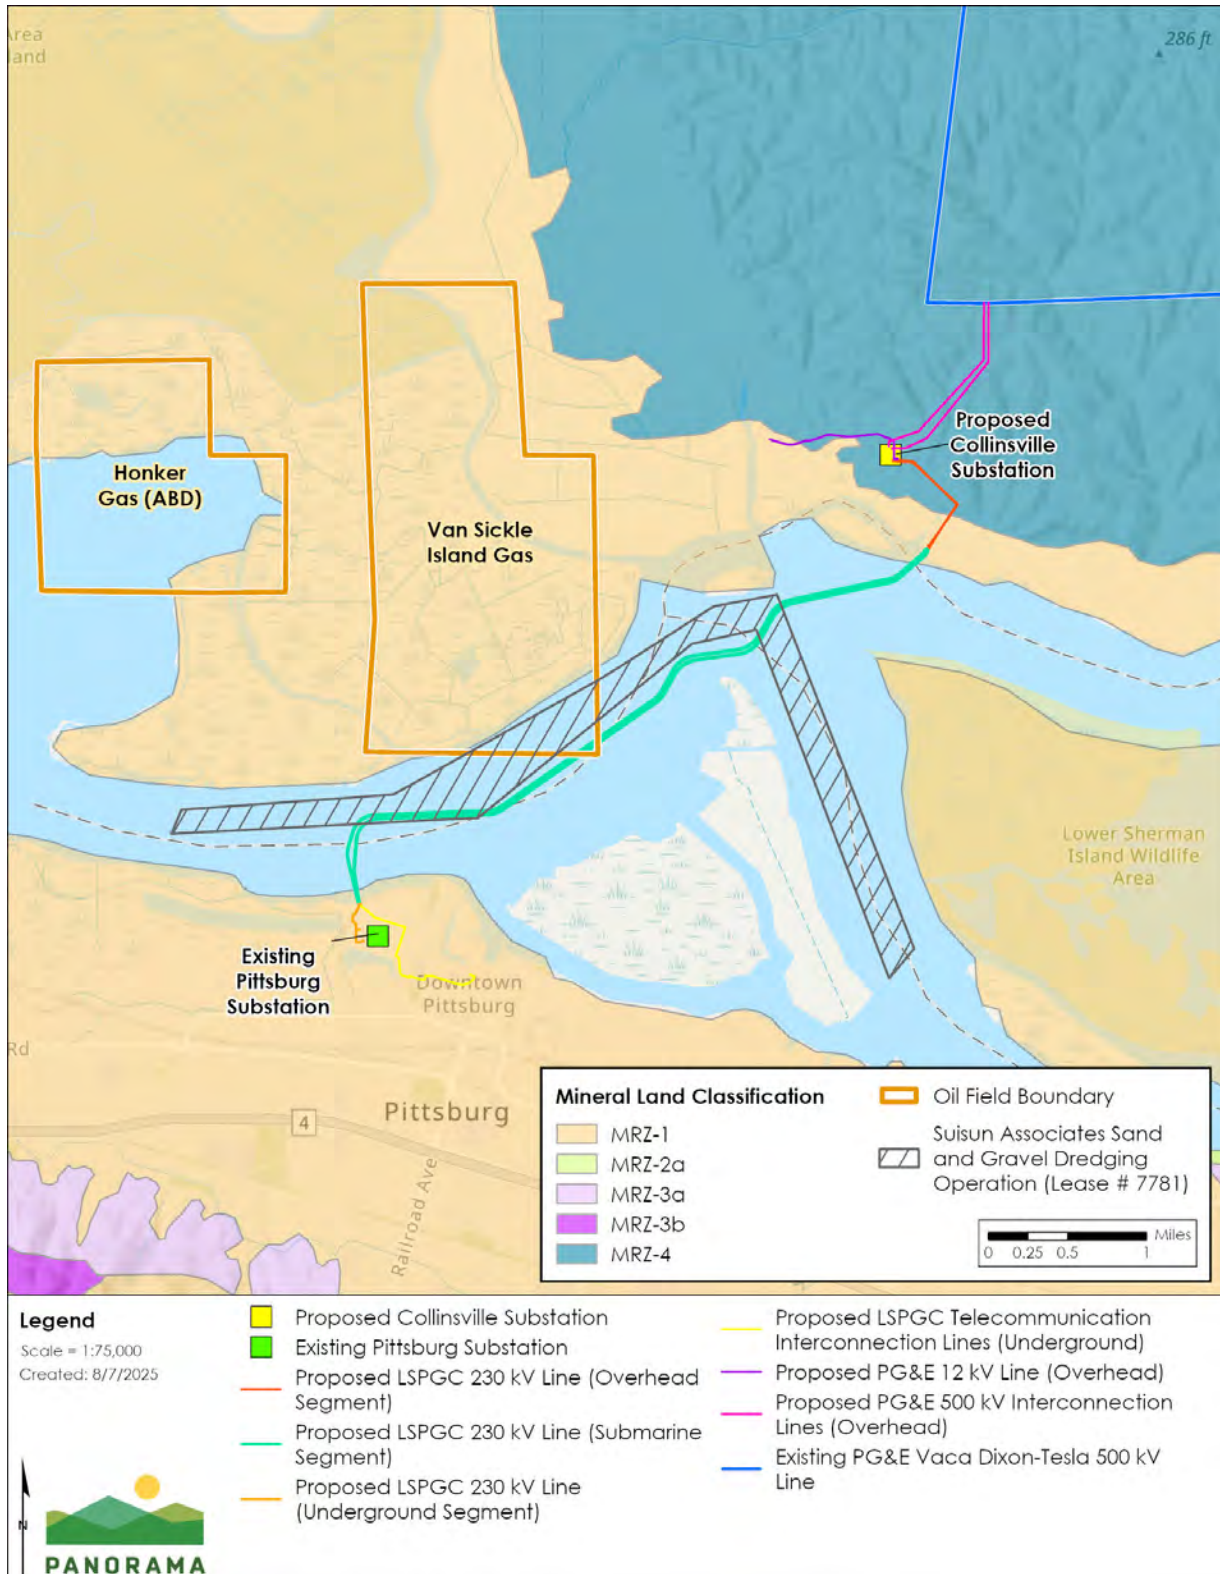 Area
land
286 ft
Proposed
Collinsville
Substation
Honker
Gas (ABD)
Van Sickle
Island Gas
Lower Sherman
Island Wildlife
Area
Existing
Pittsburg
Substation
Downtown
Pittsburg
Rd
4
Pittsburg
Railroad Ave
Mineral Land Classification
MRZ-1
MRZ-2a
MRZ-3a
MRZ-3b
MRZ-4
Oil Field Boundary
Suisun Associates Sand
and Gravel Dredging
Operation (Lease # 7781)
Miles
0 0.25 0.5 1
Legend
Scale = 1:75,000
Created: 8/7/2025
N
PANORAMA
Proposed Collinsville Substation
Existing Pittsburg Substation
Proposed LSPGC 230 kV Line (Overhead
Segment)
Proposed LSPGC 230 kV Line (Submarine
Segment)
Proposed LSPGC 230 kV Line
(Underground Segment)
Proposed LSPGC Telecommunication
Interconnection Lines (Underground)
Proposed PG&E 12 kV Line (Overhead)
Proposed PG&E 500 kV Interconnection
Lines (Overhead)
Existing PG&E Vaca Dixon-Tesla 500 kV
Line